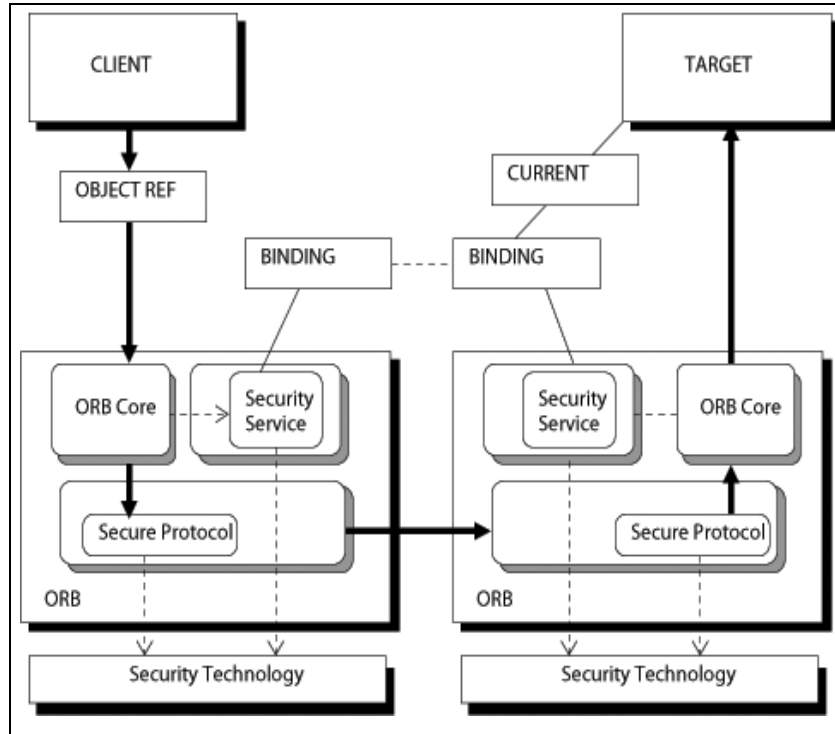 CLIENT
TARGET
OBJECT REF
CURRENT
BINDING
BINDING
ORB Core
Security
Service
Security
Service
ORB Core
Secure Protocol
Secure Protocol
ORB
ORB
Security Technology
Security Technology